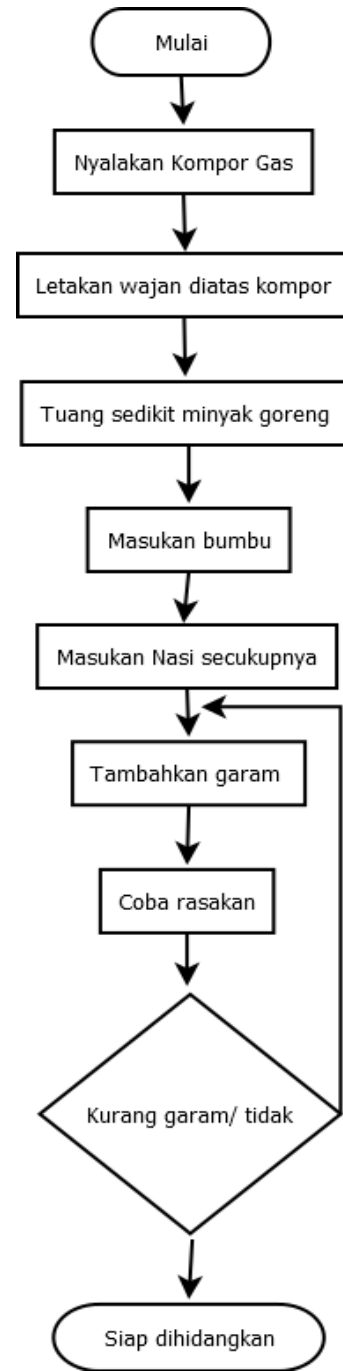 Mulai
Nyalakan Kompor Gas
Letakan wajan diatas kompor
Tuang sedikit minyak goreng
Masukan bumbu
Masukan Nasi secukupnya
Tambahkan garam
Coba rasakan
Kurang garam/ tidak
Siap dihidangkan